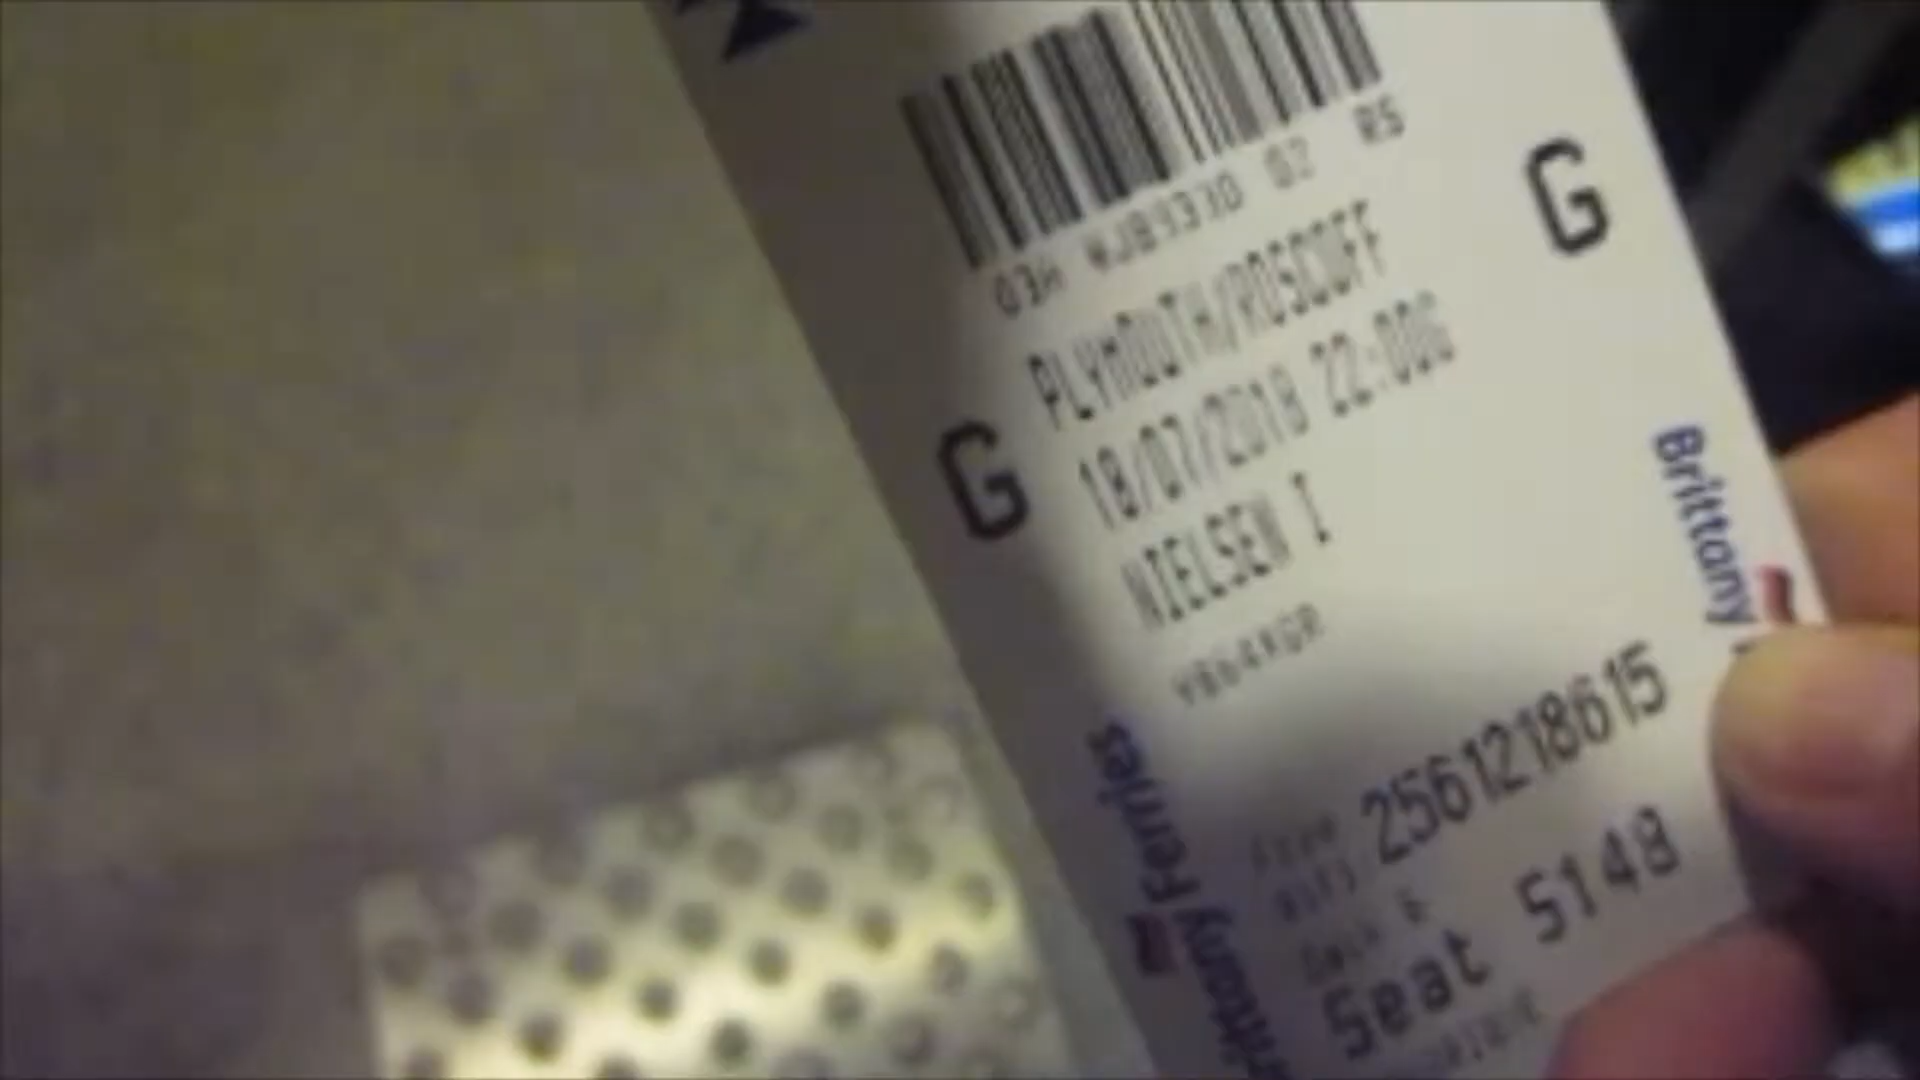 G
PLYMOUTH/ROSCOFF
18/07/2018 22:00G
G
NIELSEN I
Brittany
2561218615
Seat 5148
Brittany Ferries